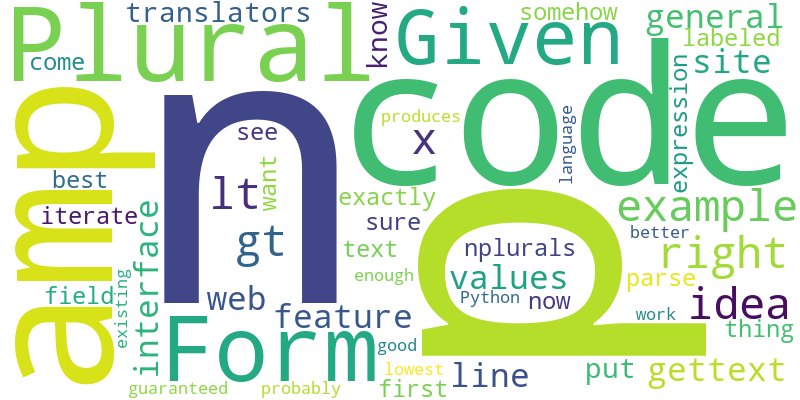 Plural
translators
come
know
Given
somehow
general
labeled
site
code
amp
n
see
produces
x
language
expression
best
want
lt
iterate
exactly
sure
example
gt
text
nplurals
better
right
interface
p
enough
values
parse
field
existing
web
feature
Python
now
work
idea
thing
Form
good
line
put
gettext
guaranteed
probably
lowest
first